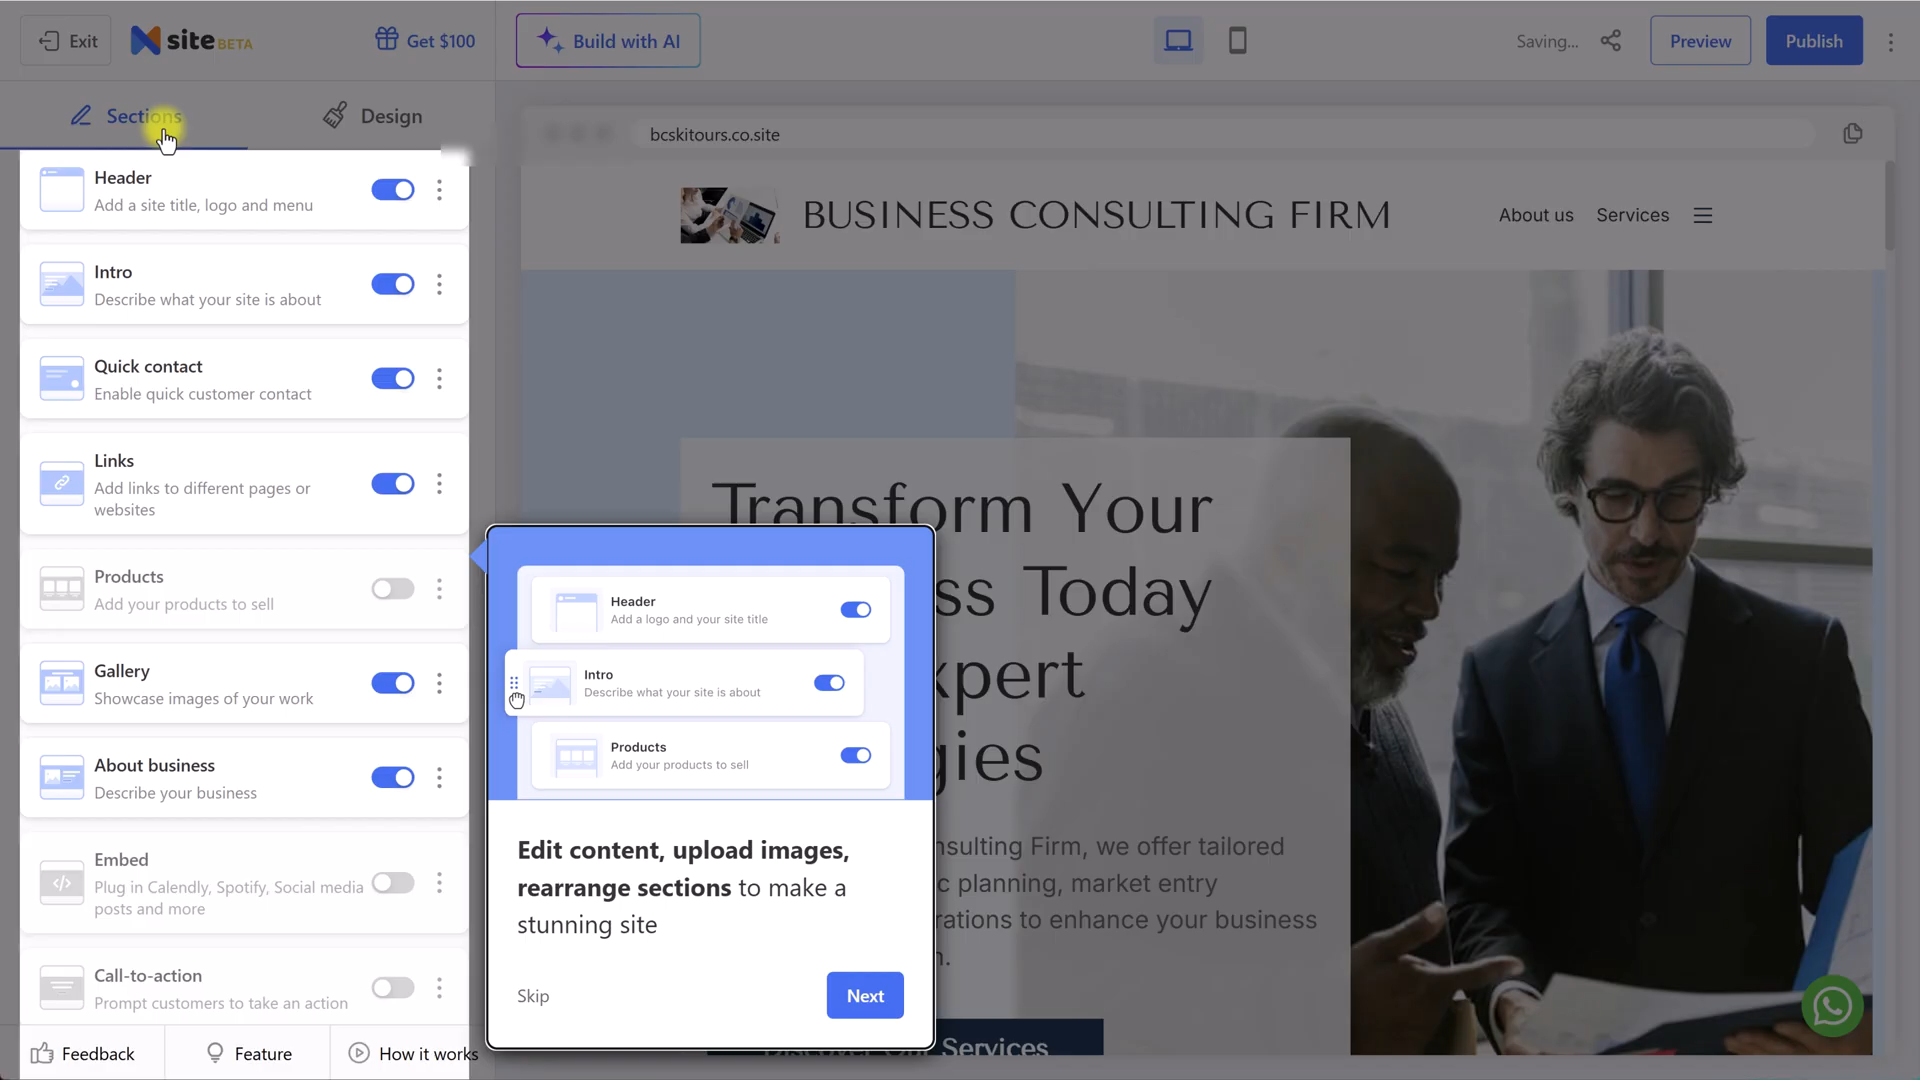 Exit
site BETA
Get $100
Build with AI
Saving...
Preview
Publish
Sections
Design
bcskitours.co.site
Header
Add a site title, logo and menu
Intro
Describe what your site is about
Quick contact
Enable quick customer contact
Links
Add links to different pages or
websites
Products
Add your products to sell
Gallery
Showcase images of your work
About business
Describe your business
Embed
Plug in Calendly, Spotify, Social media
posts and more
Call-to-action
Prompt customers to take an action
Feedback
Feature
How it works
BUSINESS CONSULTING FIRM
About us
Services
Transform Your
ss Today
xpert
gies
onsulting Firm, we offer tailored
c planning, market entry
rations to enhance your business
n.
Discover Our Services
Header
Add a logo and your site title
Intro
Describe what your site is about
Products
Add your products to sell
Edit content, upload images,
rearrange sections to make a
stunning site
Skip
Next